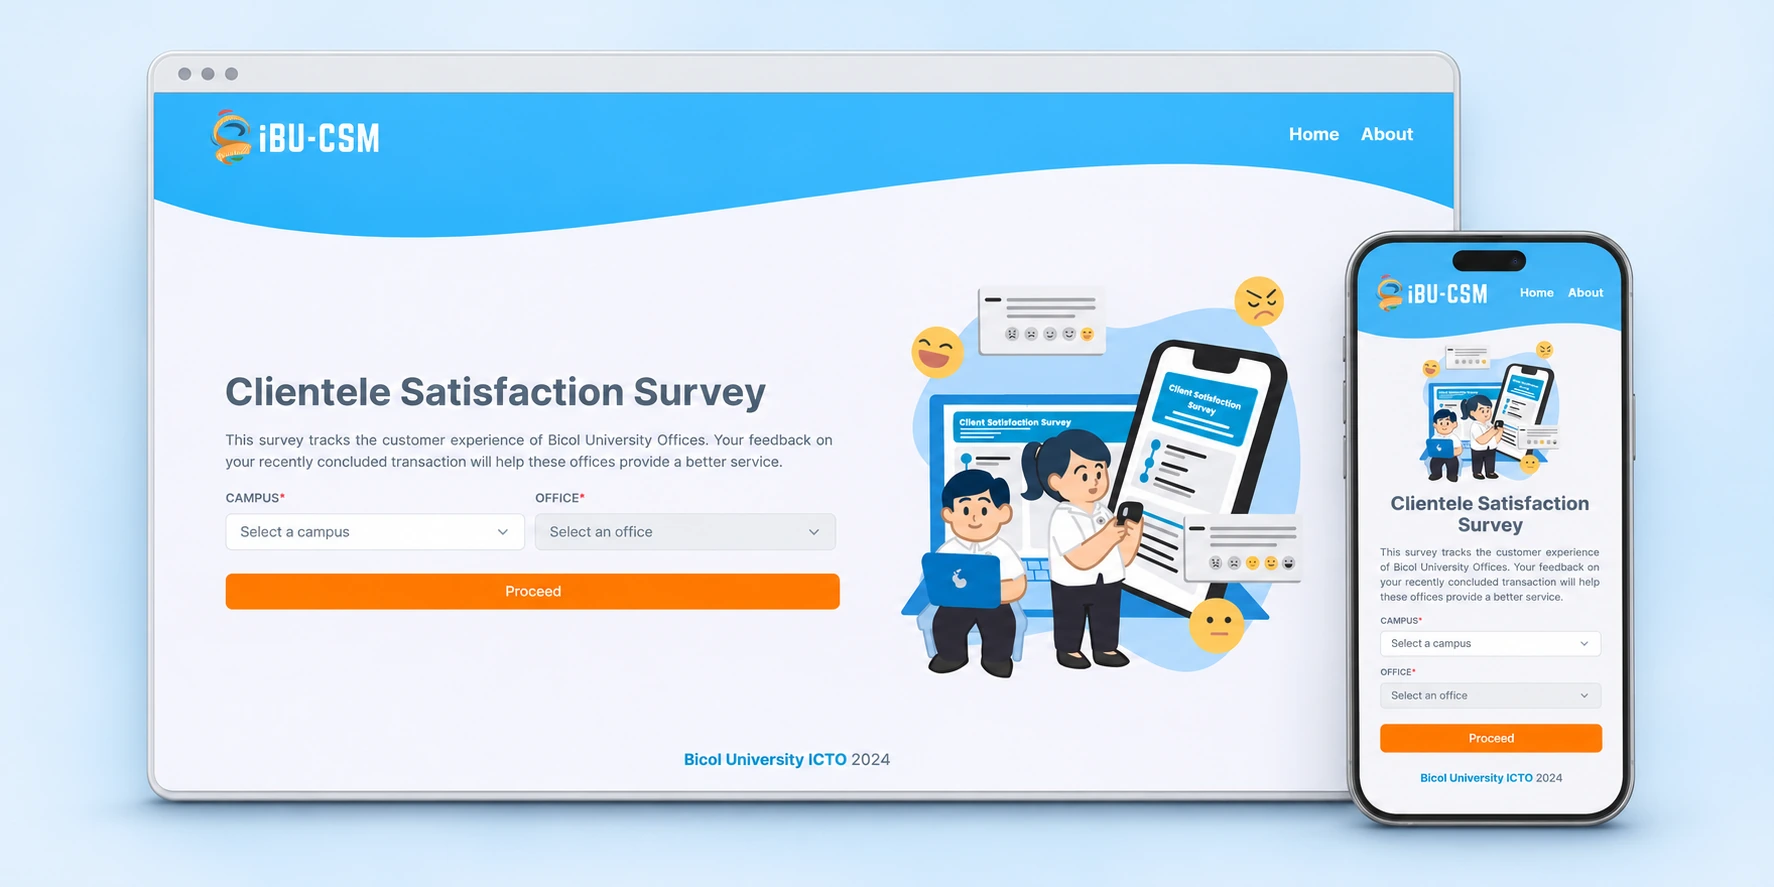 iBU-CSM
Home About
Clientele Satisfaction Survey
This survey tracks the customer experience of Bicol University Offices. Your feedback on
your recently concluded transaction will help these offices provide a better service.
CAMPUS*
OFFICE*
Select a campus
Select an office
Proceed
Client Satisfaction Survey
Client Satisfaction
Survey
Bicol University ICTO 2024
iBU-CSM
Home About
Clientele Satisfaction
Survey
This survey tracks the customer experience
of Bicol University Offices. Your feedback on
your recently concluded transaction will help
these offices provide a better service.
CAMPUS*
Select a campus
OFFICE*
Select an office
Proceed
Bicol University ICTO 2024